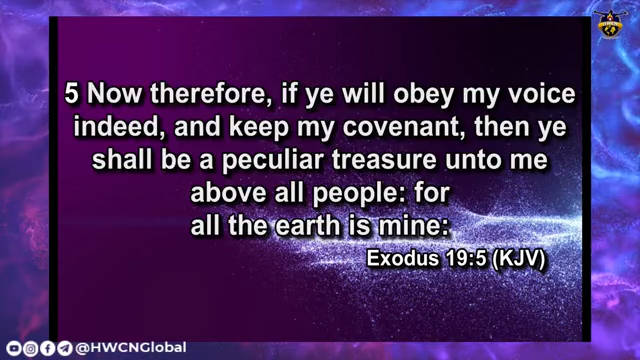 5 Now therefore, if ye will obey my voice
indeed, and keep my covenant, then ye
shall be a peculiar treasure unto me
above all people: for
all the earth is mine:
Exodus 19:5 (KJV)
@HWCNGlobal